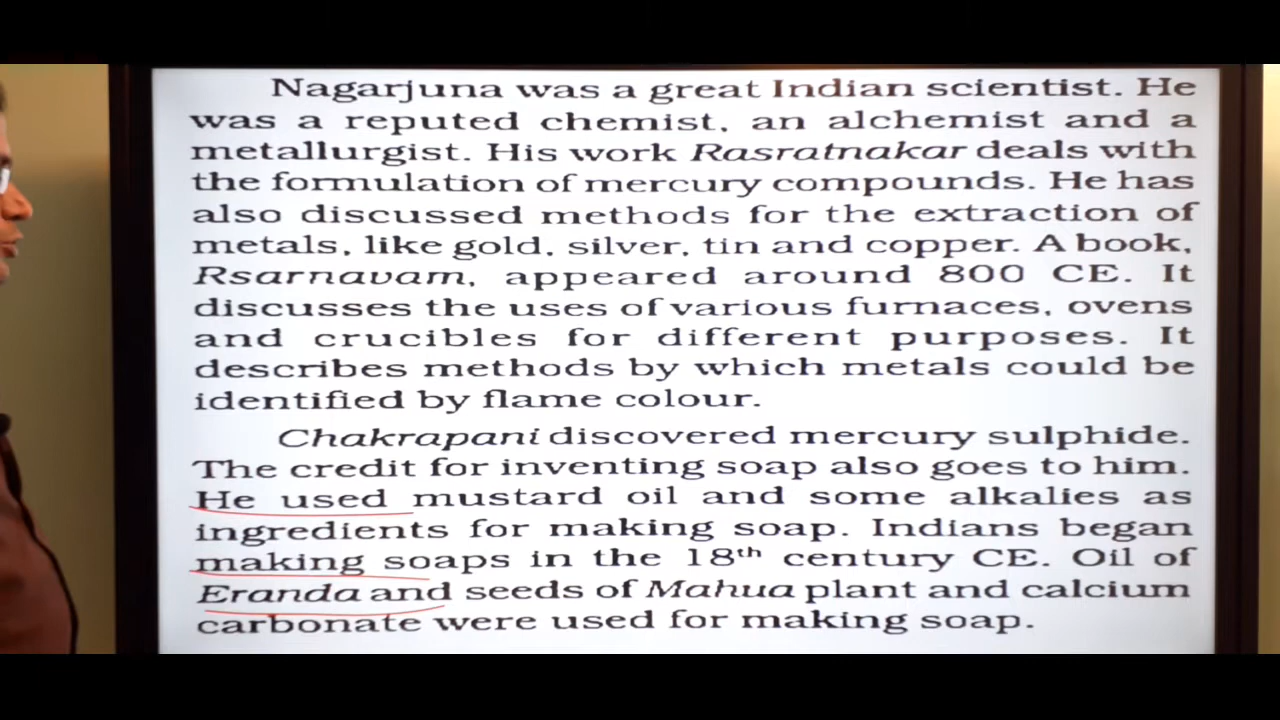 Nagarjuna was a great Indian scientist. He
was a reputed chemist, an alchemist and a
metallurgist. His work Rasratnakar deals with
the formulation of mercury compounds. He has
also discussed methods for the extraction of
metals, like gold, silver, tin and copper. A book,
Rsarnavam, appeared around 800 CE. It
discusses the uses of various furnaces, ovens
and crucibles for different purposes. It
describes methods by which metals could be
identified by flame colour.
Chakrapani discovered mercury sulphide.
The credit for inventing soap also goes to him.
He used mustard oil and some alkalies as
ingredients for making soap. Indians began
making soaps in the 18th century CE. Oil of
Eranda and seeds of Mahua plant and calcium
carbonate were used for making soap.